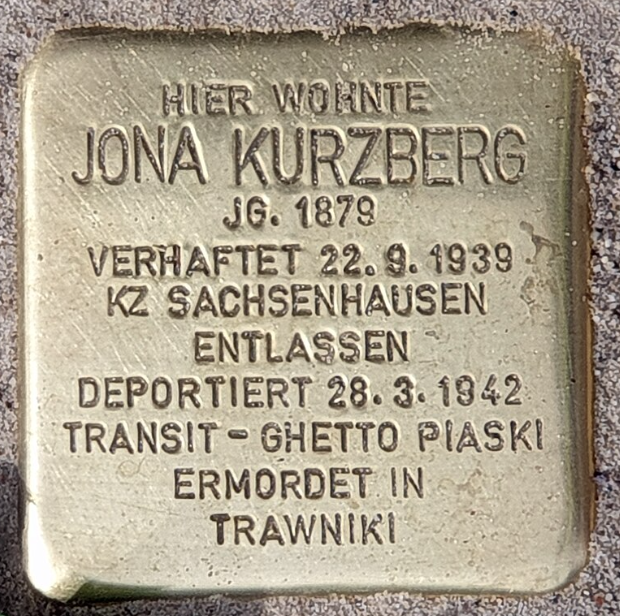 HIER WOHNTE
JONA KURZBERG
JG. 1879
VERHAFTET 22.9.1939
KZ SACHSENHAUSEN
ENTLASSEN
DEPORTIERT 28.3.1942
TRANSIT-GHETTO PIASKI
ERMORDET IN
TRAWNIKI